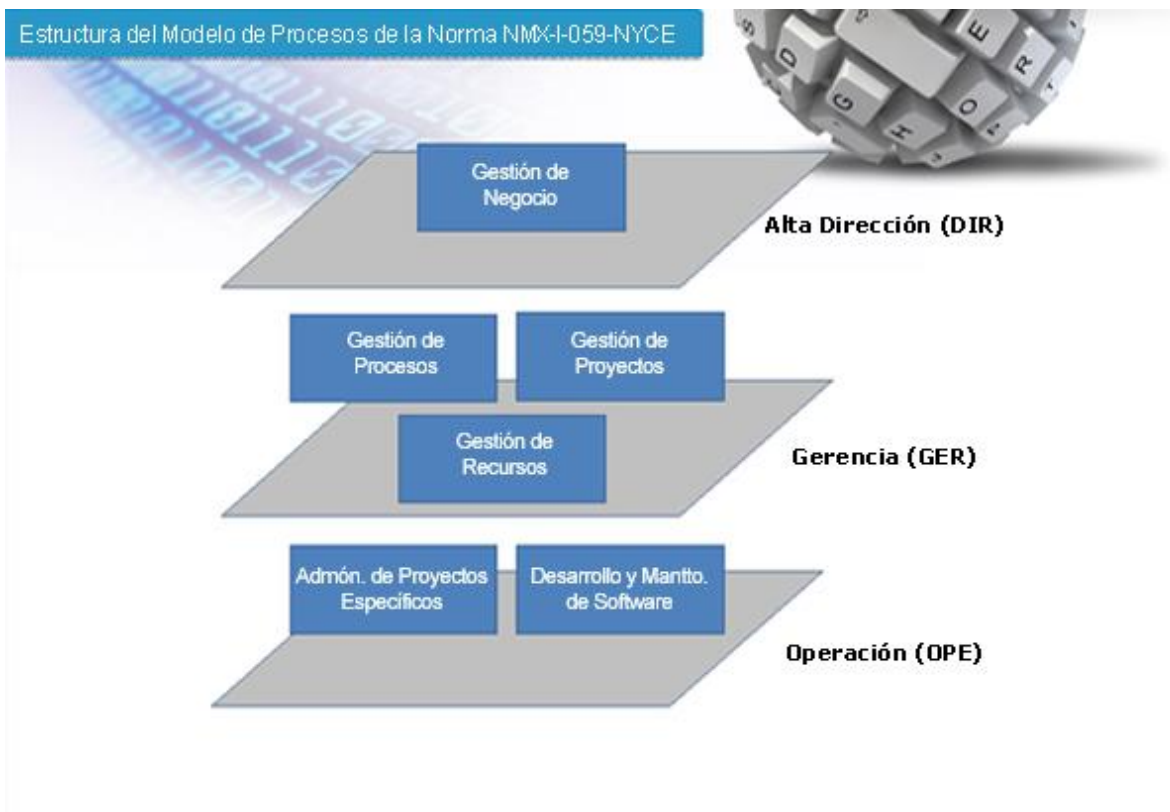 Estructura del Modelo de Procesos de la Norma NMX-I-059-NYCE
Gestión de
Negocio
Alta Dirección (DIR)
Gestión de
Procesos
Gestión de
Proyectos
Gestión de
Recursos
Gerencia (GER)
Admón. de Proyectos
Específicos
Desarrollo y Mantto.
de Software
Operación (OPE)